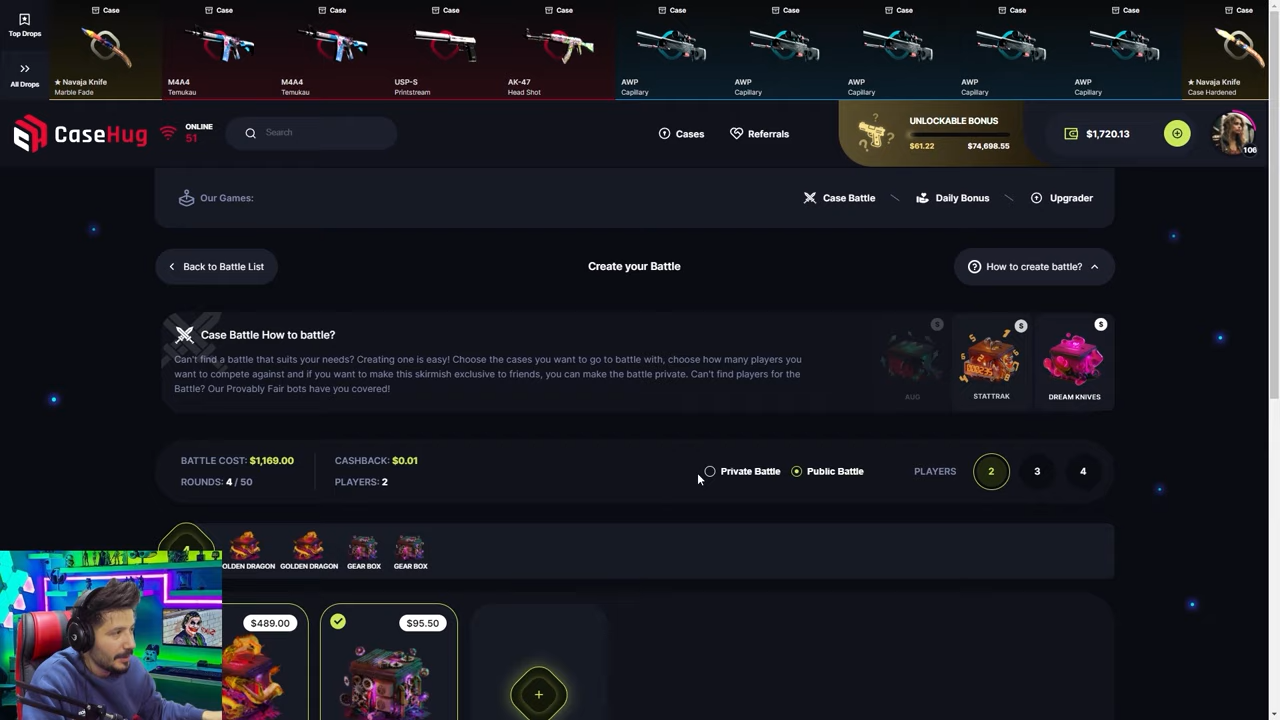 Top Drops
All Drops
Case
★ Navaja Knife
Marble Fade
Case
M4A4
Temukau
Case
M4A4
Temukau
Case
USP-S
Printstream
Case
AK-47
Head Shot
Case
AWP
Capillary
Case
AWP
Capillary
Case
AWP
Capillary
Case
AWP
Capillary
Case
AWP
Capillary
Case
★ Navaja Knife
Case Hardened
CaseHug
ONLINE
51
Search
Cases
Referrals
UNLOCKABLE BONUS
$61.22 $74,698.55
$1,720.13
106
Our Games:
Case Battle
Daily Bonus
Upgrader
Back to Battle List
Create your Battle
How to create battle?
Case Battle How to battle?
Can't find a battle that suits your needs? Creating one is easy! Choose the cases you want to go to battle with, choose how many players you
want to compete against and if you want to make this skirmish exclusive to friends, you can make the battle private. Can't find players for the
Battle? Our Provably Fair bots have you covered!
AUG
STATTRAK
DREAM KNIVES
BATTLE COST: $1,169.00
CASHBACK: $0.01
ROUNDS: 4 / 50
PLAYERS: 2
Private Battle
Public Battle
PLAYERS
2
3
4
OLDEN DRAGON
GOLDEN DRAGON
GEAR BOX
GEAR BOX
$489.00
$95.50